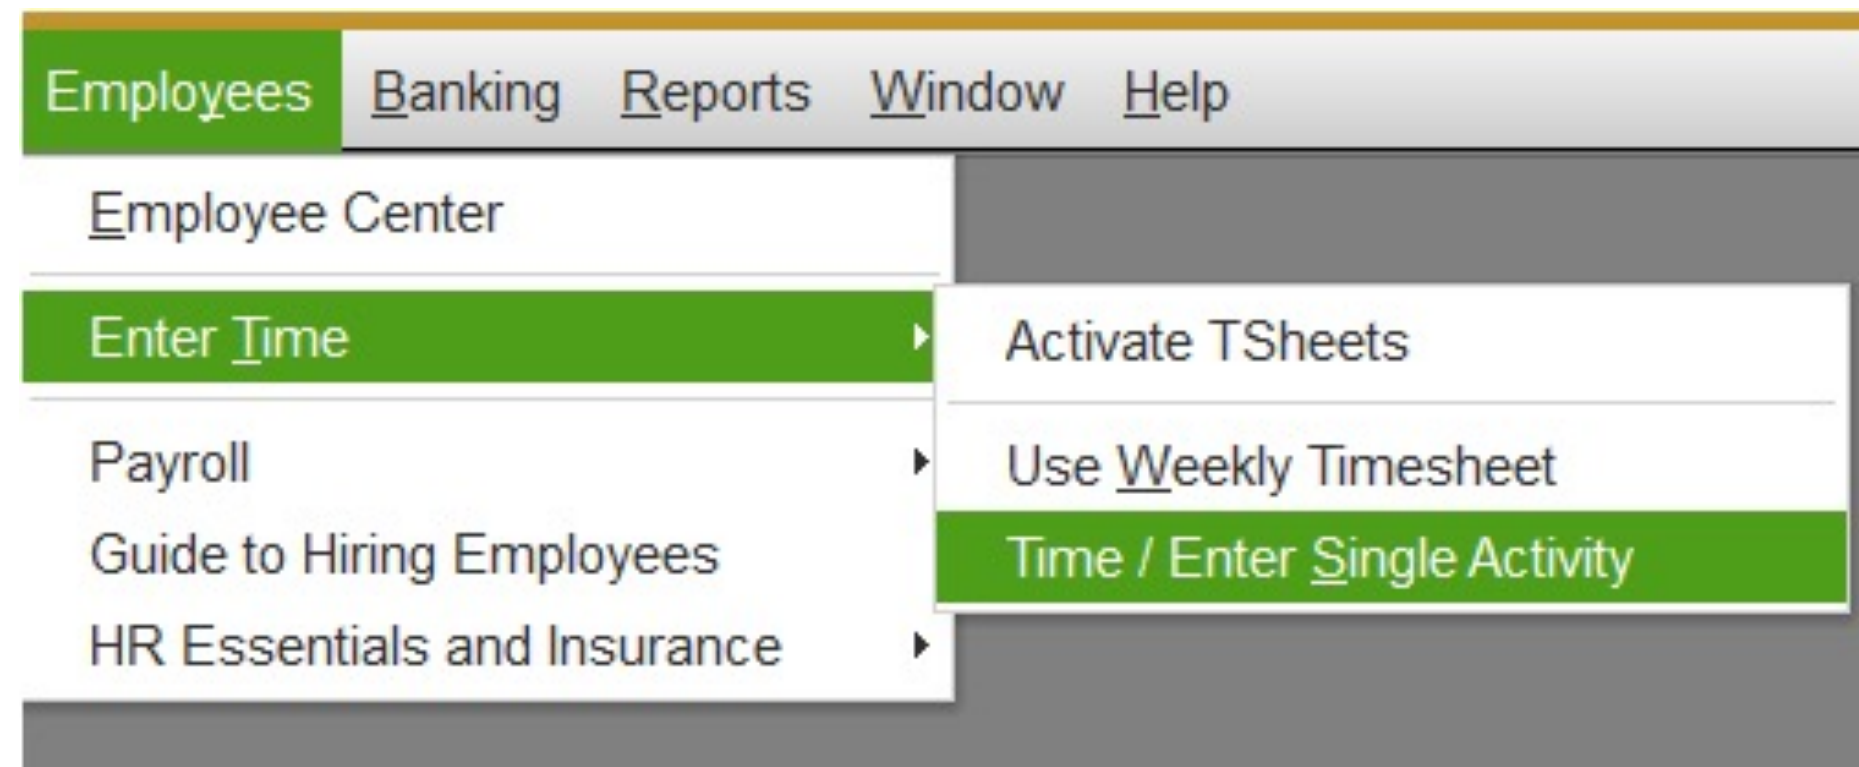 Employees Banking Reports Window Help
Employee Center
Enter Time
Activate TSheets
Use Weekly Timesheet
Time / Enter Single Activity
Payroll
Guide to Hiring Employees
HR Essentials and Insurance